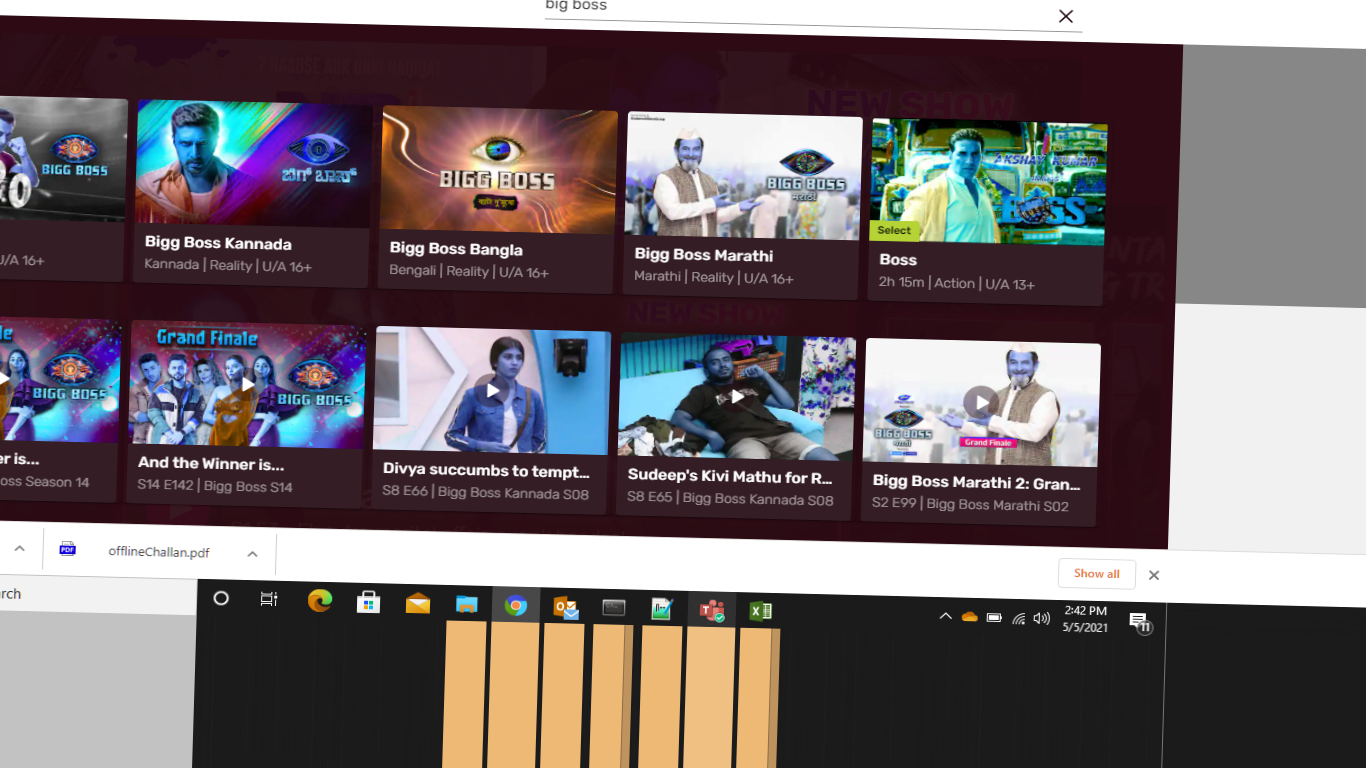 big boss
NEW SHOW
BIGG BOSS
ಬಿಗ್ ಬಾಸ್
BIGG BOSS
BIGG BOSS
मराठी
AKSHAY KUMAR
BOSS
Select
U/A 16+
Bigg Boss Kannada
Kannada | Reality | U/A 16+
Bigg Boss Bangla
Bengali | Reality | U/A 16+
Bigg Boss Marathi
Marathi | Reality | U/A 16+
Boss
2h 15m | Action | U/A 13+
NEW SHOW
BIGG BOSS
Grand Finale
BIGG BOSS
BIGG BOSS
मराठी
Grand Finale
er is...
oss Season 14
And the Winner is...
S14 E142 | Bigg Boss S14
Divya succumbs to tempt...
S8 E66 | Bigg Boss Kannada S08
Sudeep's Kivi Mathu for R...
S8 E65 | Bigg Boss Kannada S08
Bigg Boss Marathi 2: Gran...
S2 E99 | Bigg Boss Marathi S02
PDF
offlineChallan.pdf
Show all
rch
2:42 PM
5/5/2021
11